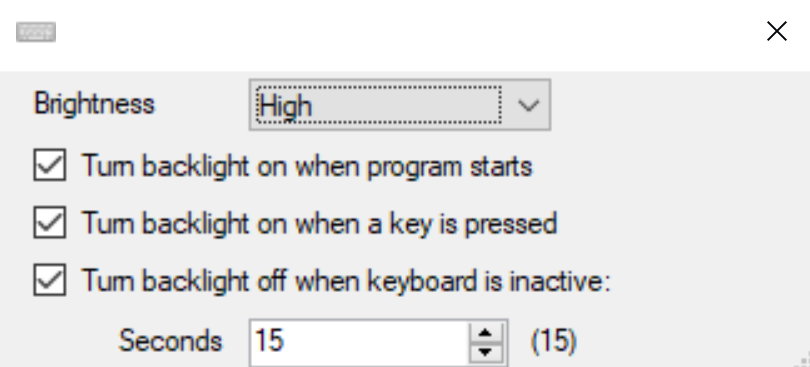 Brightness High
Turn backlight on when program starts
Turn backlight on when a key is pressed
Turn backlight off when keyboard is inactive:
Seconds 15 (15)